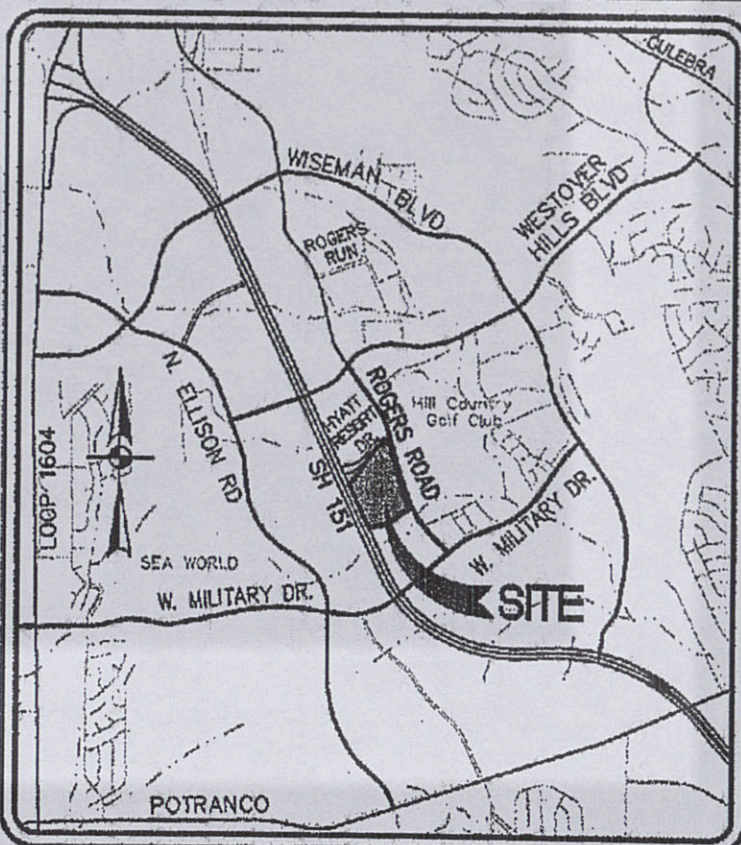 CULEBRA
WISEMAN
BLVD
WESTOVER
HILLS BLVD
ROGERS
RUN
N. ELLISON RD
HYATT
RESORT
DR.
ROGERS ROAD
Hill Country
Golf Club
LOOP 1604
SH 151
SEA WORLD
W. MILITARY DR.
W. MILITARY DR.
SITE
POTRANCO